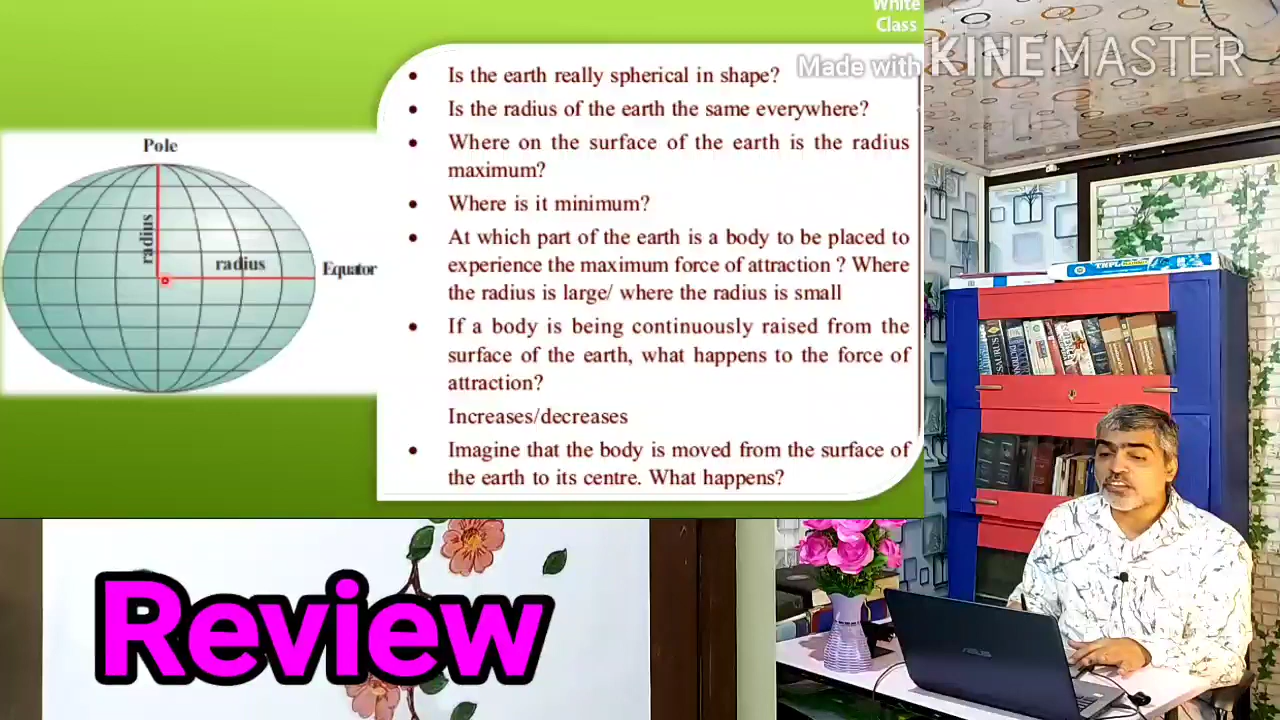 White
Class
Made with KINEMASTER
• Is the earth really spherical in shape?
• Is the radius of the earth the same everywhere?
• Where on the surface of the earth is the radius
maximum?
• Where is it minimum?
• At which part of the earth is a body to be placed to
experience the maximum force of attraction ? Where
the radius is large/ where the radius is small
• If a body is being continuously raised from the
surface of the earth, what happens to the force of
attraction?
Increases/decreases
• Imagine that the body is moved from the surface of
the earth to its centre. What happens?
Pole
radius
radius
Equator
Review
ASUS